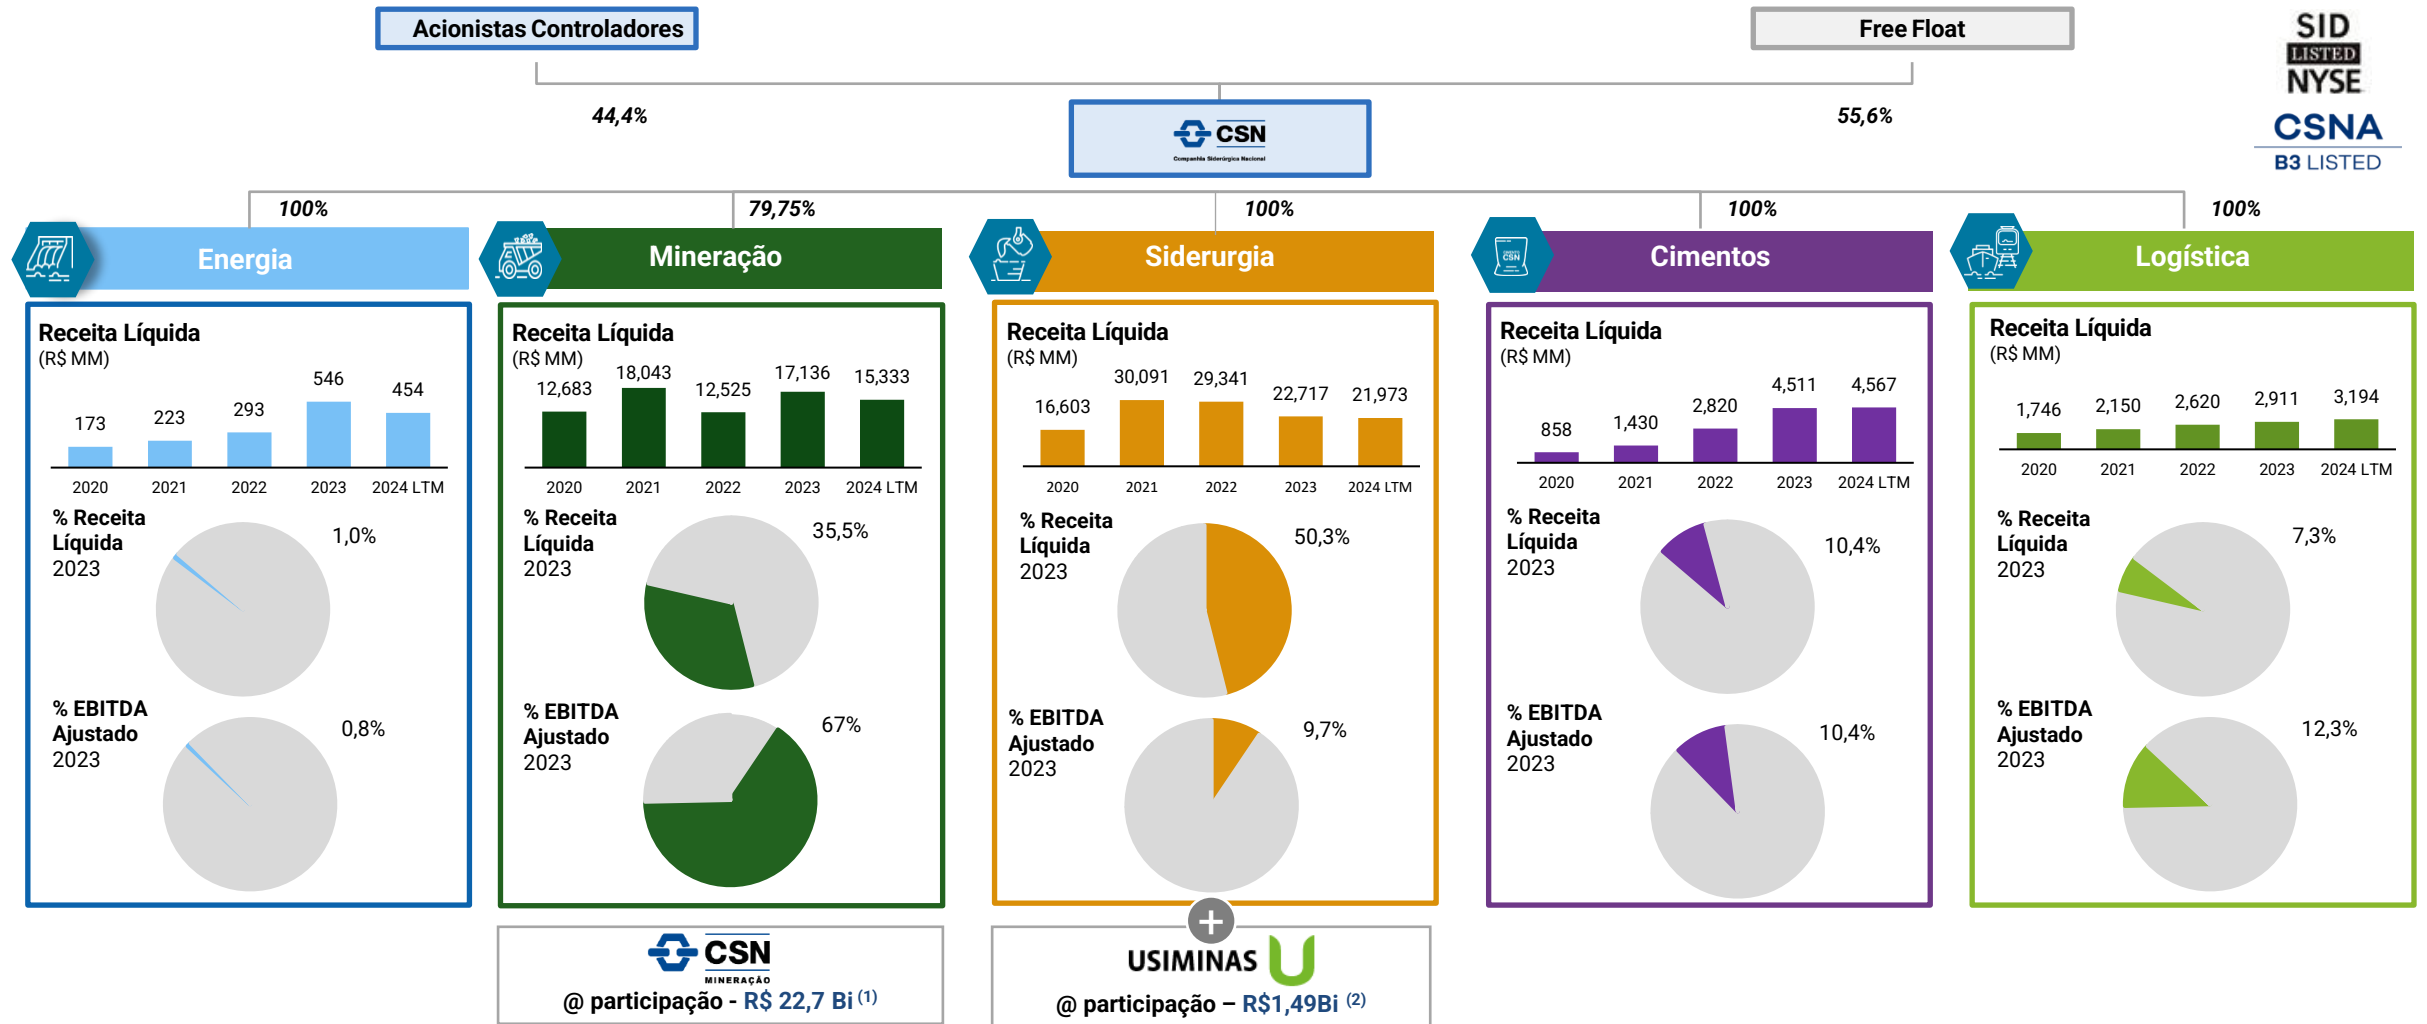 Acionistas Controladores
Free Float
SID
LISTED
NYSE
44,4%
55,6%
CSN
Companhia Siderúrgica Nacional
CSNA
B3 LISTED
100%
79,75%
100%
100%
100%
Energia
Mineração
Siderurgia
CSN
Cimentos
Logística
Receita Líquida
(R$ MM)
173
223
293
546
454
2020
2021
2022
2023
2024 LTM
% Receita
Líquida
2023
1,0%
% EBITDA
Ajustado
2023
0,8%
Receita Líquida
(R$ MM)
12,683
18,043
12,525
17,136
15,333
2020
2021
2022
2023
2024 LTM
% Receita
Líquida
2023
35,5%
% EBITDA
Ajustado
2023
67%
Receita Líquida
(R$ MM)
16,603
30,091
29,341
22,717
21,973
2020
2021
2022
2023
2024 LTM
% Receita
Líquida
2023
50,3%
% EBITDA
Ajustado
2023
9,7%
Receita Líquida
(R$ MM)
858
1,430
2,820
4,511
4,567
2020
2021
2022
2023
2024 LTM
% Receita
Líquida
2023
10,4%
% EBITDA
Ajustado
2023
10,4%
Receita Líquida
(R$ MM)
1,746
2,150
2,620
2,911
3,194
2020
2021
2022
2023
2024 LTM
% Receita
Líquida
2023
7,3%
% EBITDA
Ajustado
2023
12,3%
CSN
MINERAÇÃO
@ participação - R$ 22,7 Bi (1)
+
USIMINAS
@ participação – R$1,49Bi (2)